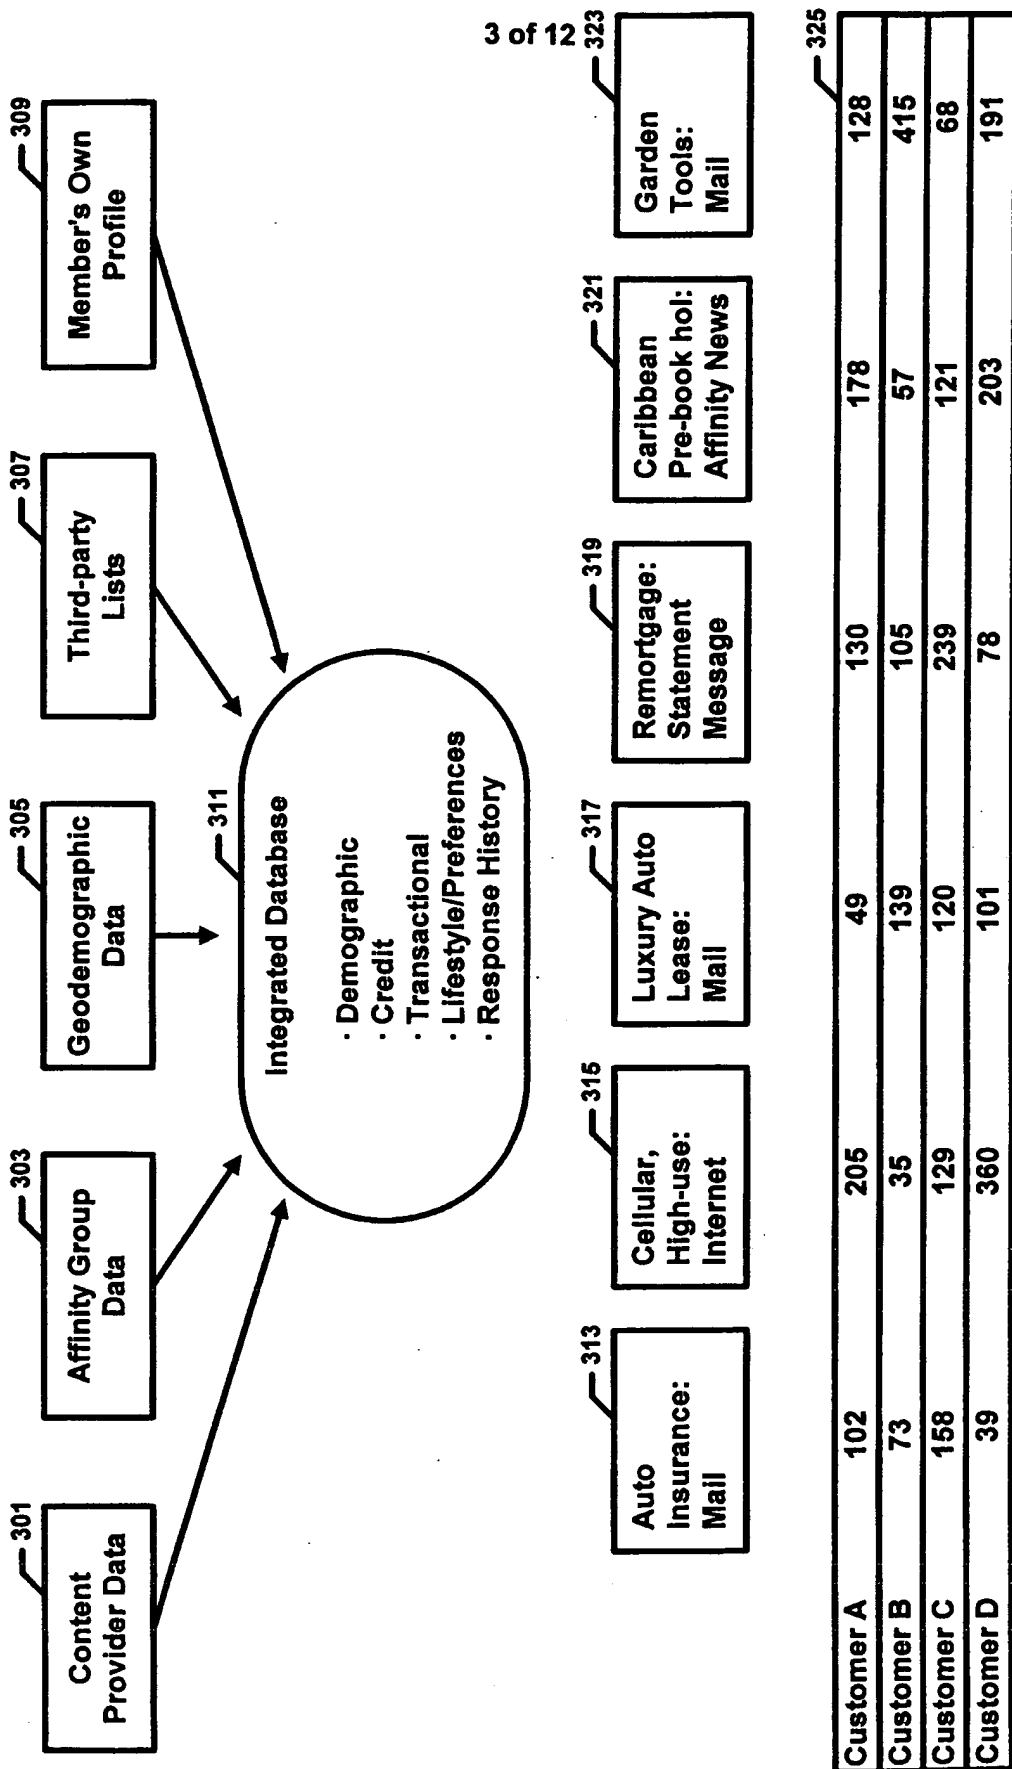 3 of 12
301
Content
Provider Data
303
Affinity Group
Data
305
Geodemographic
Data
307
Third-party
Lists
309
Member's Own
Profile
311
Integrated Database
· Demographic
· Credit
· Transactional
· Lifestyle/Preferences
· Response History
313
Auto
Insurance:
Mail
315
Cellular,
High-use:
Internet
317
Luxury Auto
Lease:
Mail
319
Remortgage:
Statement
Message
321
Caribbean
Pre-book hol:
Affinity News
323
Garden
Tools:
Mail
325
Customer A 102 205 49 130 178 128
Customer B 73 35 139 105 57 415
Customer C 158 129 120 239 121 68
Customer D 39 360 101 78 203 191